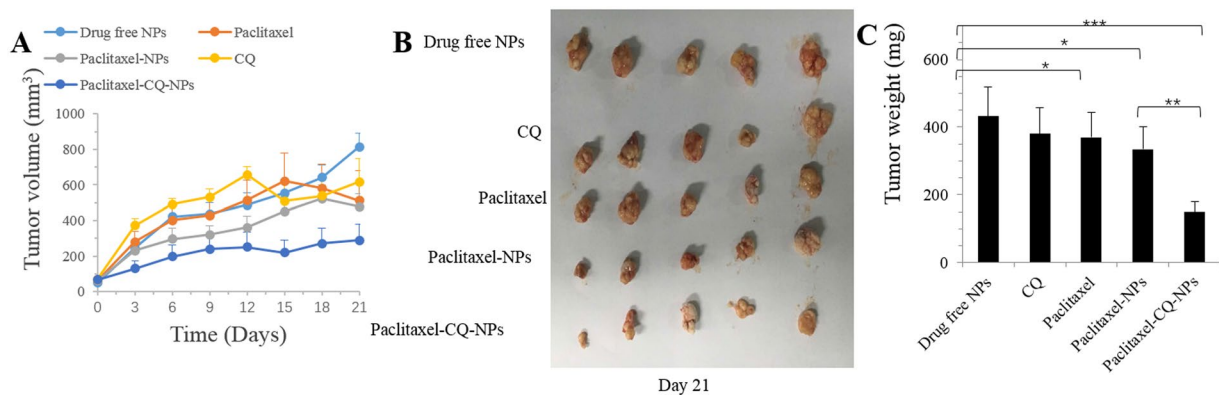 A
Drug free NPs
Paclitaxel
Paclitaxel-NPs
CQ
Paclitaxel-CQ-NPs
Tumor volume (mm³)
1000
800
600
400
200
0
0 3 6 9 12 15 18 21
Time (Days)
B
Drug free NPs
CQ
Paclitaxel
Paclitaxel-NPs
Paclitaxel-CQ-NPs
Day 21
C
Tumor weight (mg)
600
400
200
0
***
*
*
**
Drug free NPs
CQ
Paclitaxel
Paclitaxel-NPs
Paclitaxel-CQ-NPs